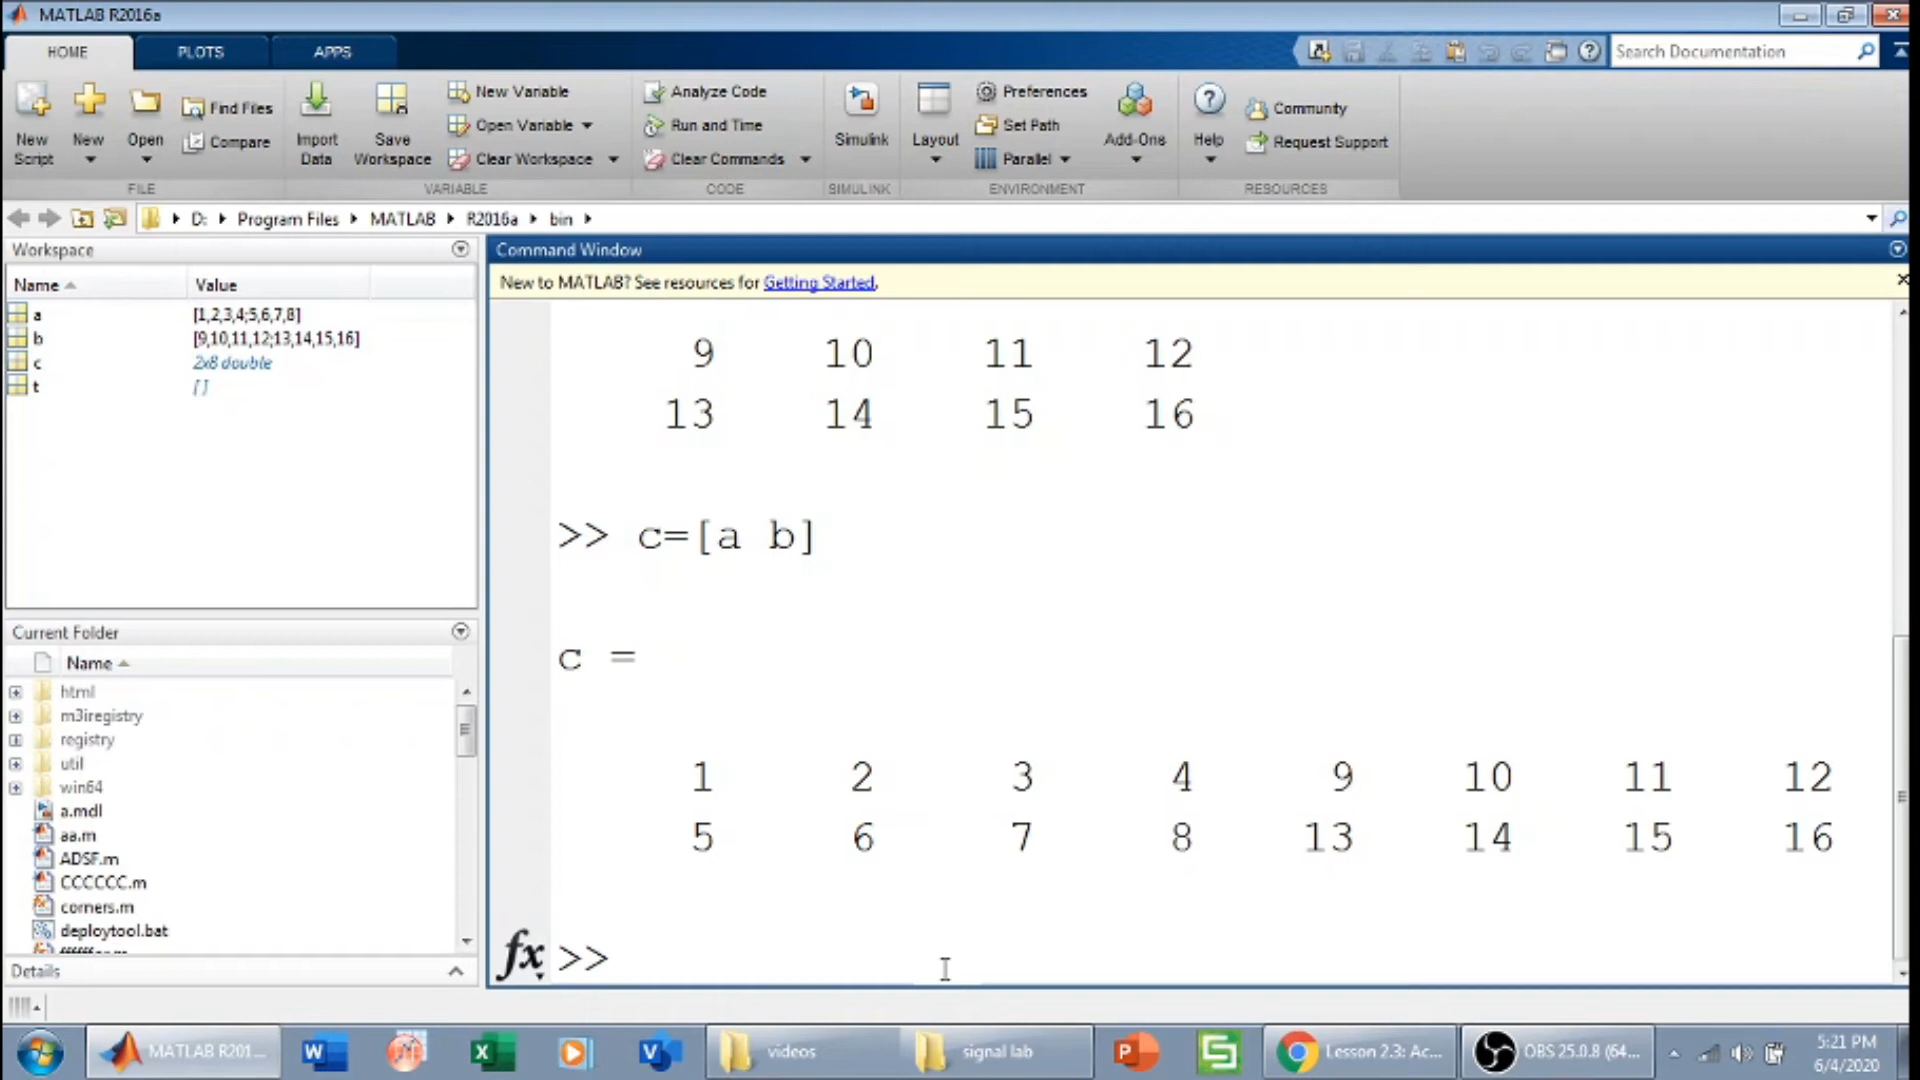 MATLAB R2016a
HOME PLOTS APPS
Search Documentation
New Script
New
Open
Find Files
Compare
Import Data
Save Workspace
New Variable
Open Variable
Clear Workspace
Analyze Code
Run and Time
Clear Commands
Simulink
Layout
Preferences
Set Path
Parallel
Add-Ons
Help
Community
Request Support
FILE VARIABLE CODE SIMULINK ENVIRONMENT RESOURCES
D: Program Files MATLAB R2016a bin
Workspace
Name Value
a [1,2,3,4;5,6,7,8]
b [9,10,11,12;13,14,15,16]
c 2x8 double
t []
Current Folder
Name
html
m3iregistry
registry
util
win64
a.mdl
aa.m
ADSF.m
CCCCCC.m
corners.m
deploytool.bat
Details
Command Window
New to MATLAB? See resources for Getting Started.
9 10 11 12
13 14 15 16
>> c=[a b]
c =
1 2 3 4 9 10 11 12
5 6 7 8 13 14 15 16
fx >>
MATLAB R201...
videos
signal lab
Lesson 2.3: Ac...
OBS 25.0.8 (64...
5:21 PM
6/4/2020